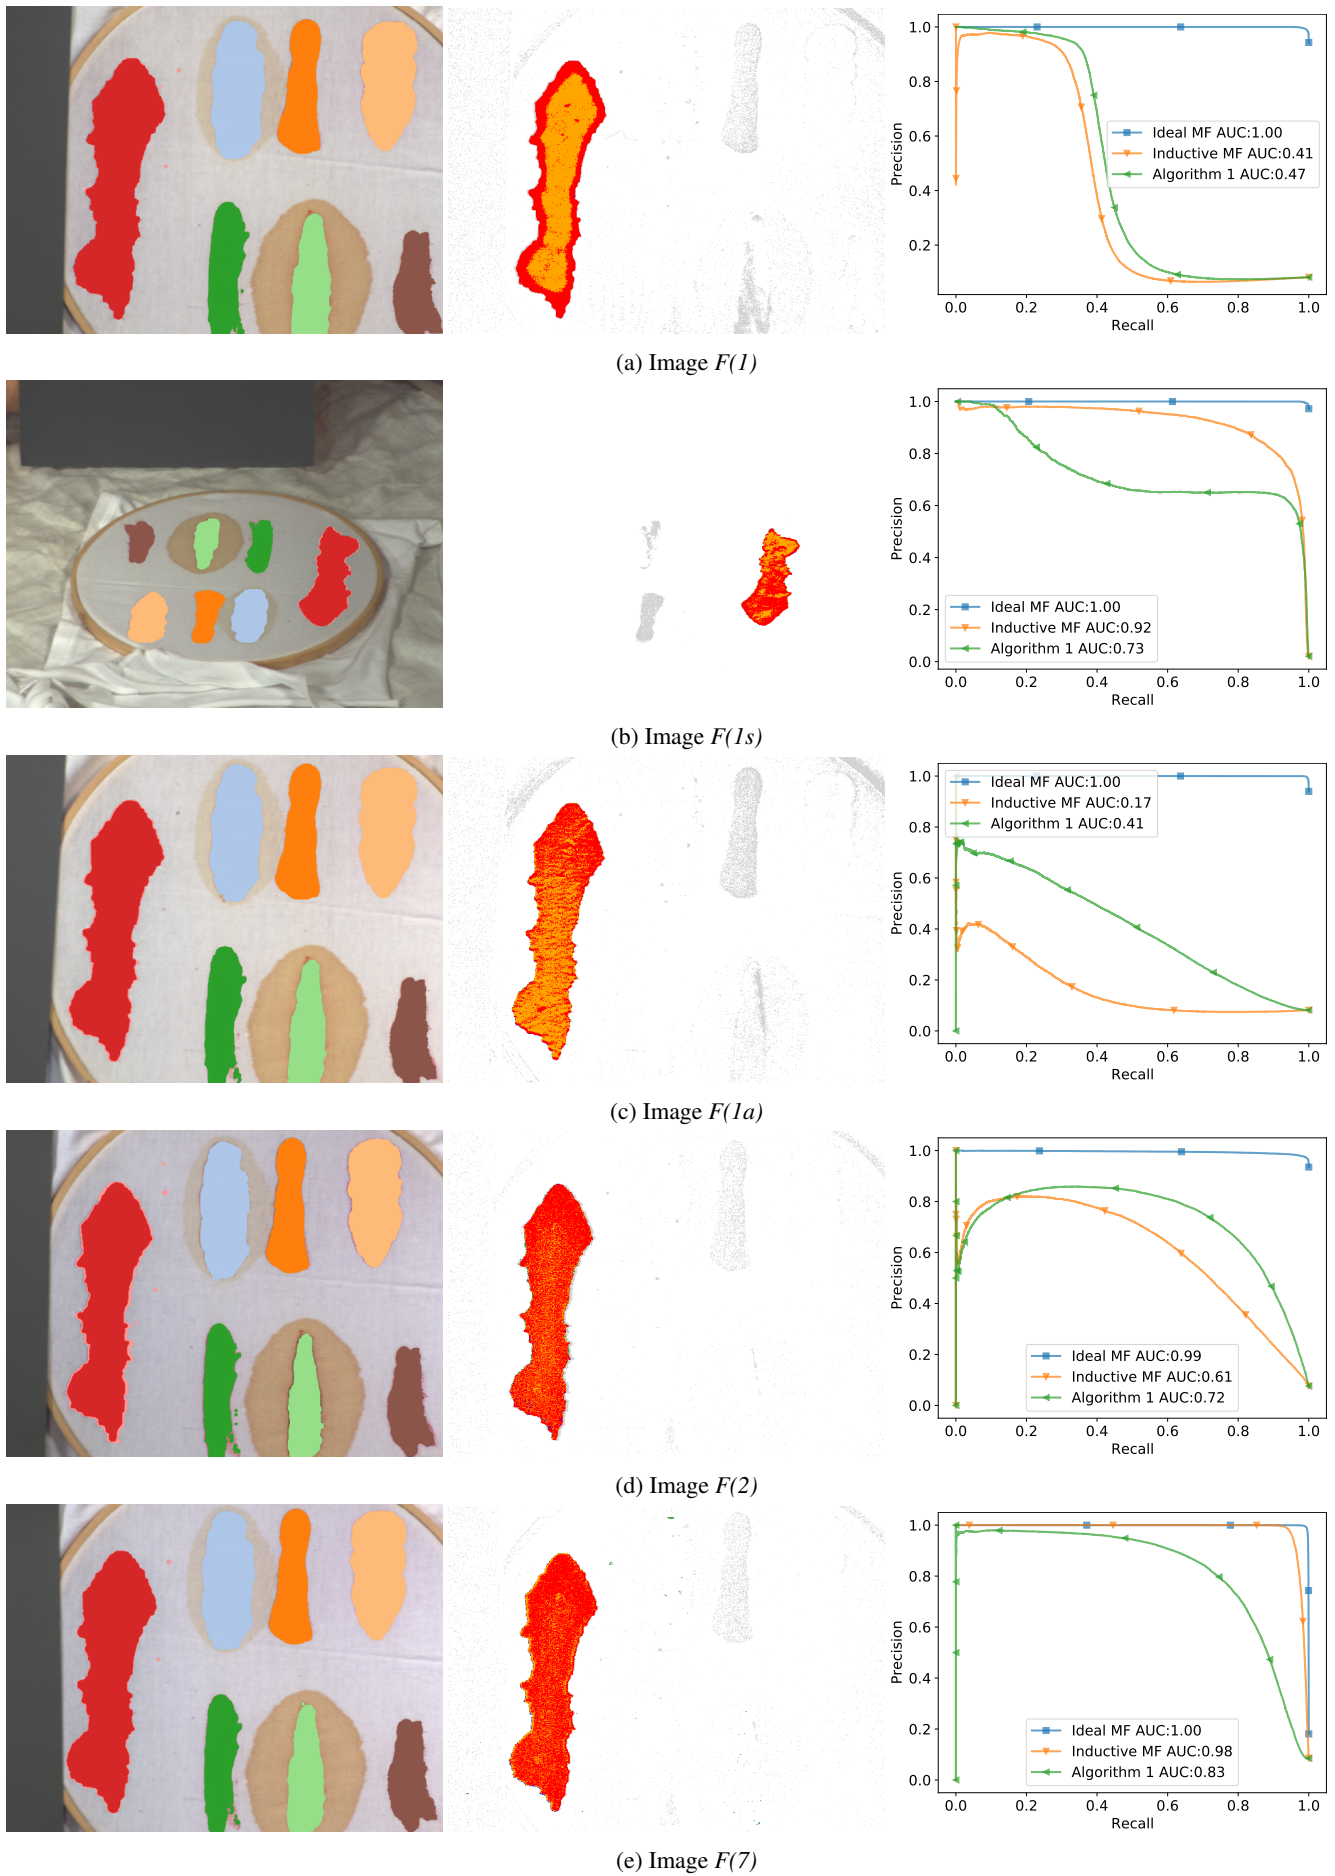 1.0
0.8
0.6
0.4
0.2
Precision
Ideal MF AUC:1.00
Inductive MF AUC:0.41
Algorithm 1 AUC:0.47
0.0 0.2 0.4 0.6 0.8 1.0
Recall
(a) Image F(1)
1.0
0.8
0.6
0.4
0.2
0.0
Precision
Ideal MF AUC:1.00
Inductive MF AUC:0.92
Algorithm 1 AUC:0.73
0.0 0.2 0.4 0.6 0.8 1.0
Recall
(b) Image F(1s)
1.0
0.8
0.6
0.4
0.2
0.0
Precision
Ideal MF AUC:1.00
Inductive MF AUC:0.17
Algorithm 1 AUC:0.41
0.0 0.2 0.4 0.6 0.8 1.0
Recall
(c) Image F(1a)
1.0
0.8
0.6
0.4
0.2
0.0
Precision
Ideal MF AUC:0.99
Inductive MF AUC:0.61
Algorithm 1 AUC:0.72
0.0 0.2 0.4 0.6 0.8 1.0
Recall
(d) Image F(2)
1.0
0.8
0.6
0.4
0.2
0.0
Precision
Ideal MF AUC:1.00
Inductive MF AUC:0.98
Algorithm 1 AUC:0.83
0.0 0.2 0.4 0.6 0.8 1.0
Recall
(e) Image F(7)